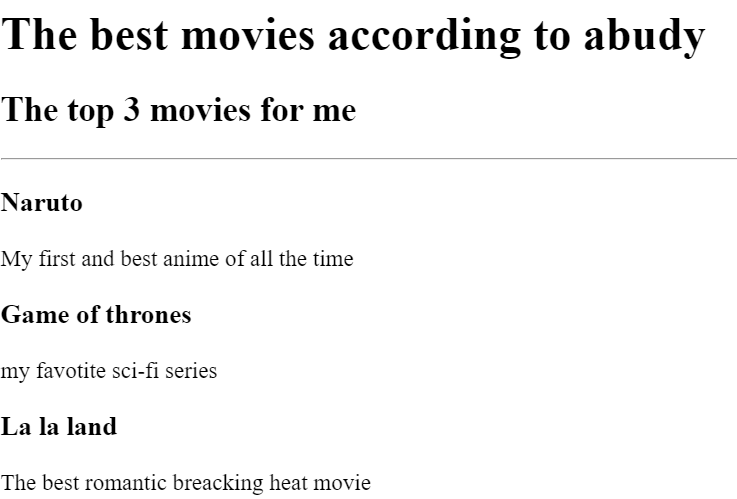 The best movies according to abudy
The top 3 movies for me
Naruto
My first and best anime of all the time
Game of thrones
my favotite sci-fi series
La la land
The best romantic breacking heat movie